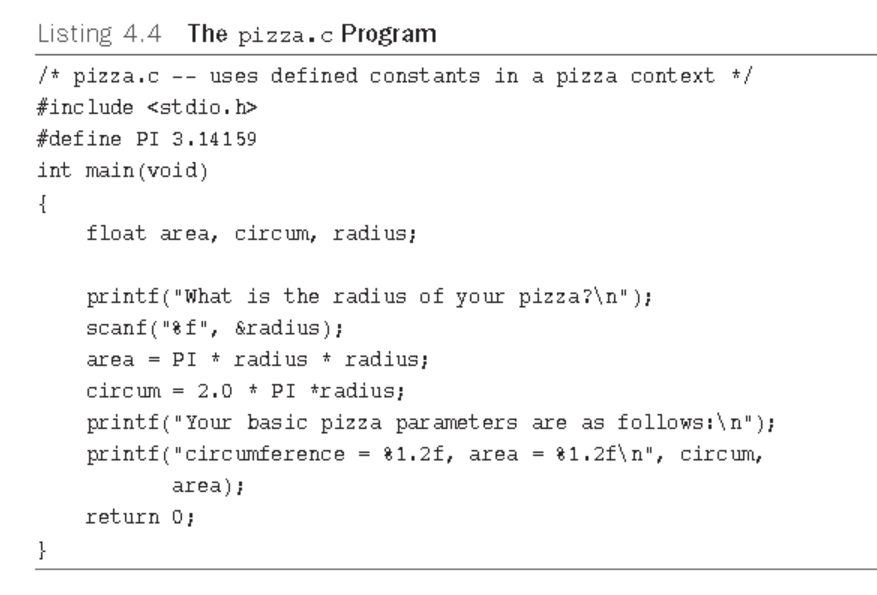 Listing 4.4 The pizza.c Program
/* pizza.c -- uses defined constants in a pizza context */
#include <stdio.h>
#define PI 3.14159
int main(void)
{
    float area, circum, radius;

    printf("What is the radius of your pizza?\n");
    scanf("%f", &radius);
    area = PI * radius * radius;
    circum = 2.0 * PI *radius;
    printf("Your basic pizza parameters are as follows:\n");
    printf("circumference = %1.2f, area = %1.2f\n", circum,
           area);
    return 0;
}